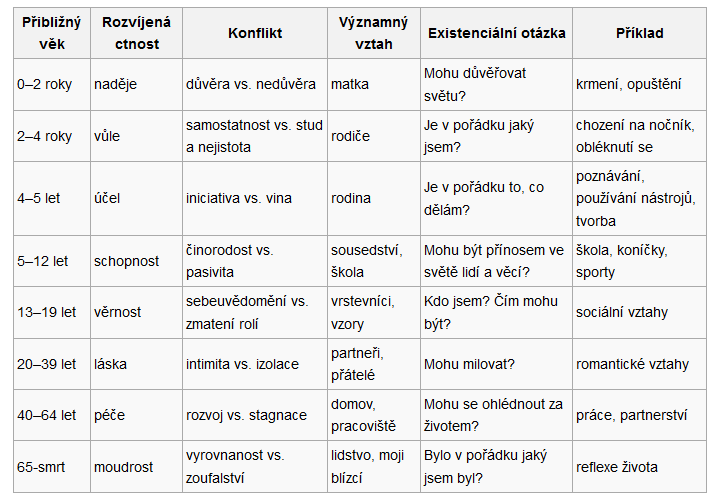 Přibližný věk | Rozvíjená ctnost | Konflikt | Významný vztah | Existenciální otázka | Příklad
0–2 roky | naděje | důvěra vs. nedůvěra | matka | Mohu důvěřovat světu? | krmení, opuštění
2–4 roky | vůle | samostatnost vs. stud a nejistota | rodiče | Je v pořádku jaký jsem? | chození na nočník, obléknutí se
4–5 let | účel | iniciativa vs. vina | rodina | Je v pořádku to, co dělám? | poznávání, používání nástrojů, tvorba
5–12 let | schopnost | činorodost vs. pasivita | sousedství, škola | Mohu být přínosem ve světě lidí a věcí? | škola, koníčky, sporty
13–19 let | věrnost | sebeuvědomění vs. zmatení rolí | vrstevníci, vzory | Kdo jsem? Čím mohu být? | sociální vztahy
20–39 let | láska | intimita vs. izolace | partneři, přátelé | Mohu milovat? | romantické vztahy
40–64 let | péče | rozvoj vs. stagnace | domov, pracoviště | Mohu se ohlédnout za životem? | práce, partnerství
65-smrt | moudrost | vyrovnanost vs. zoufalství | lidstvo, moji blízcí | Bylo v pořádku jaký jsem byl? | reflexe života